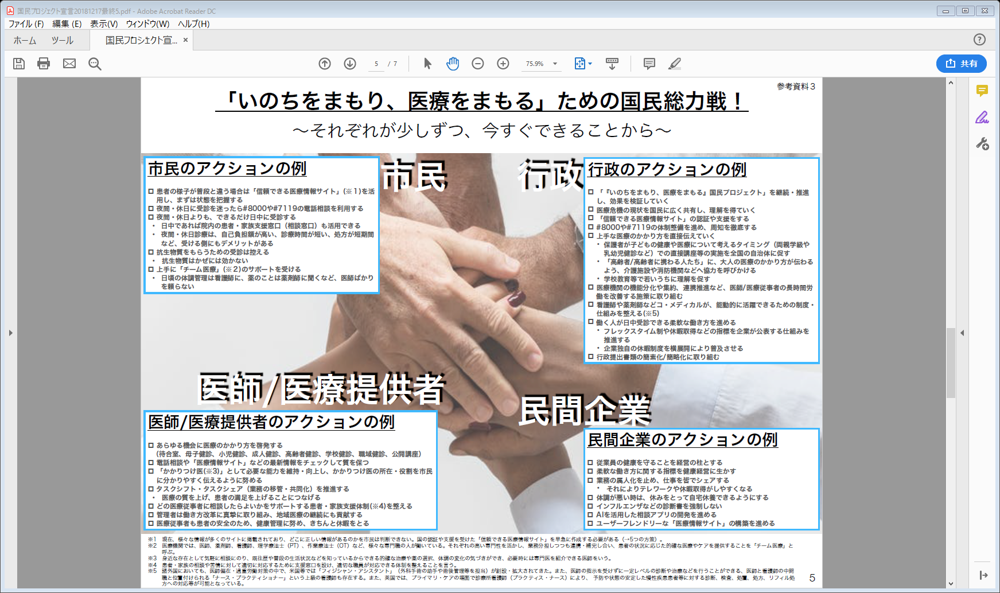 国民プロジェクト宣言20181217最終5.pdf - Adobe Acrobat Reader DC
ファイル(F) 編集(E) 表示(V) ウィンドウ(W) ヘルプ(H)
ホーム ツール 国民プロジェクト宣... ×
5 / 7 75.9% 共有
参考資料3
「いのちをまもり、医療をまもる」ための国民総力戦！
～それぞれが少しずつ、今すぐできることから～
市民
行政
市民のアクションの例
患者の様子が普段と違う場合は「信頼できる医療情報サイト」(※1)を活
用し、まずは状態を把握する
夜間・休日に受診を迷ったら#8000や#7119の電話相談を利用する
夜間・休日よりも、できるだけ日中に受診する
・ 日中であれば院内の患者・家族支援窓口（相談窓口）も活用できる
・ 夜間・休日診療は、自己負担額が高い、診療時間が短い、処方が短期間
など、受ける側にもデメリットがある
抗生物質をもらうための受診は控える
・ 抗生物質はかぜには効かない
上手に「チーム医療」(※2)のサポートを受ける
・ 日頃の体調管理は看護師に、薬のことは薬剤師に聞くなど、医師ばかり
を頼らない
行政のアクションの例
「『いのちをまもり、医療をまもる』国民プロジェクト」を継続・推進
し、効果を検証していく
医療危機の現状を国民に広く共有し、理解を得ていく
「信頼できる医療情報サイト」の認証や支援をする
#8000や#7119の体制整備を進め、周知を徹底する
上手な医療のかかり方を直接伝えていく
・ 保護者が子どもの健康や医療について考えるタイミング（両親学級や
乳幼児健診など）での直接講座等の実施を全国の自治体に促す
・ 「高齢者/高齢者に携わる人たち」に、大人の医療のかかり方が伝わる
よう、介護施設や消防機関などへ協力を呼びかける
・ 学校教育等で若いうちに理解を促す
医療機関の機能分化や集約、連携推進など、医師/医療従事者の長時間労
働を改善する施策に取り組む
看護師や薬剤師などコ・メディカルが、能動的に活躍できるための制度・
仕組みを整える(※5)
働く人が日中受診できる柔軟な働き方を進める
・ フレックスタイム制や休暇取得などの指標を企業が公表する仕組みを
推進する
・ 企業独自の休暇制度を横展開により普及させる
行政提出書類の簡素化/簡略化に取り組む
医師/医療提供者
民間企業
医師/医療提供者のアクションの例
あらゆる機会に医療のかかり方を啓発する
（待合室、母子健診、小児健診、成人健診、高齢者健診、学校健診、職域健診、公開講座）
電話相談や「医療情報サイト」などの最新情報をチェックして質を保つ
「かかりつけ医(※3)」として必要な能力を維持・向上し、かかりつけ医の所在・役割を市民
に分かりやすく伝えるように努める
タスクシフト・タスクシェア（業務の移管・共同化）を推進する
・ 医療の質を上げ、患者の満足を上げることにつなげる
どの医療従事者に相談したらよいかをサポートする患者・家族支援体制(※4)を整える
管理者は働き方改革に真摯に取り組み、地域医療の継続にも貢献する
医療従事者も患者の安全のため、健康管理に努め、きちんと休暇をとる
民間企業のアクションの例
従業員の健康を守ることを経営の柱とする
柔軟な働き方に関する指標を健康経営に生かす
業務の属人化を止め、仕事を皆でシェアする
・ それによりテレワークや休暇取得がしやすくなる
体調が悪い時は、休みをとって自宅休養できるようにする
インフルエンザなどの診断書を強制しない
AIを活用した相談アプリの開発を進める
ユーザーフレンドリーな「医療情報サイト」の構築を進める
※1 現在、様々な情報が多くのサイトに掲載されており、どこに正しい情報があるのかを市民は判断できない。国の認証や支援を受けた「信頼できる医療情報サイト」を早急に作成する必要がある（→5つの方策）。
※2 医療機関では、医師、薬剤師、看護師、理学療法士（PT）、作業療法士（OT）など、様々な専門職の人が働いている。それぞれの高い専門性を活かし、業務分担しつつも連携・補完し合い、患者の状況に応じた的確な医療やケアを提供することを「チーム医療」と
呼ぶ。
※3 身近な存在として気軽に相談にのり、既往歴や普段の生活状況などを知っているからできる的確な治療や薬の選択、体調の変化の気づきができ、必要時には専門医を紹介できる医師をいう。
※4 患者・家族の相談や苦情に対して適切に対応するために支援窓口を設け、適切な職員が対応できる体制を整えることを言う。
※5 諸外国においても、医師偏在・過重労働対策の中で、米国等では「フィジシャン・アシスタント」（外科手術の助手や術後管理等を担当）が創設・拡大されてきた。また、医師の指示を受けずに一定レベルの診断や治療などを行うことができる、医師と看護師の中間
職と位置付けられる「ナース・プラクティショナー」という上級の看護師も存在する。また、英国では、プライマリ・ケアの場面で診療所看護師（プラクティス・ナース）により、予防や状態の安定した慢性疾患患者等に対する診断、検査、処置、処方、リフィル処
方への対応等が可能となっている。
5